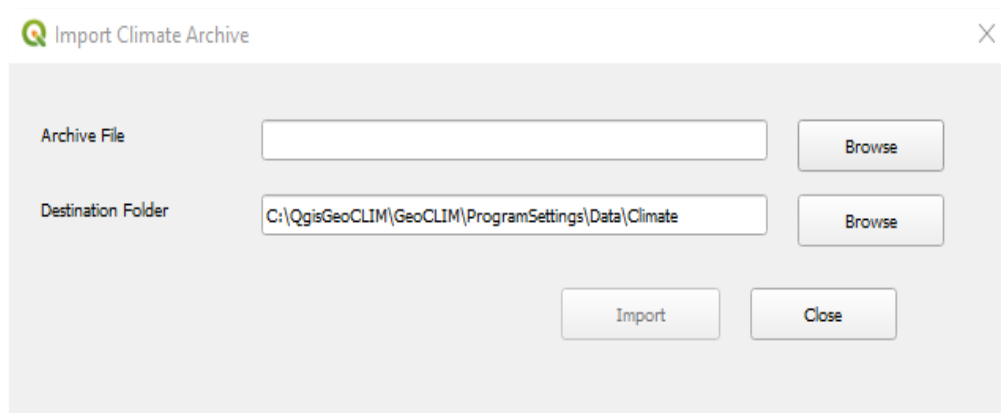 Import Climate Archive
Archive File
Browse
Destination Folder
C:\QgisGeoCLIM\GeoCLIM\ProgramSettings\Data\Climate
Browse
Import
Close